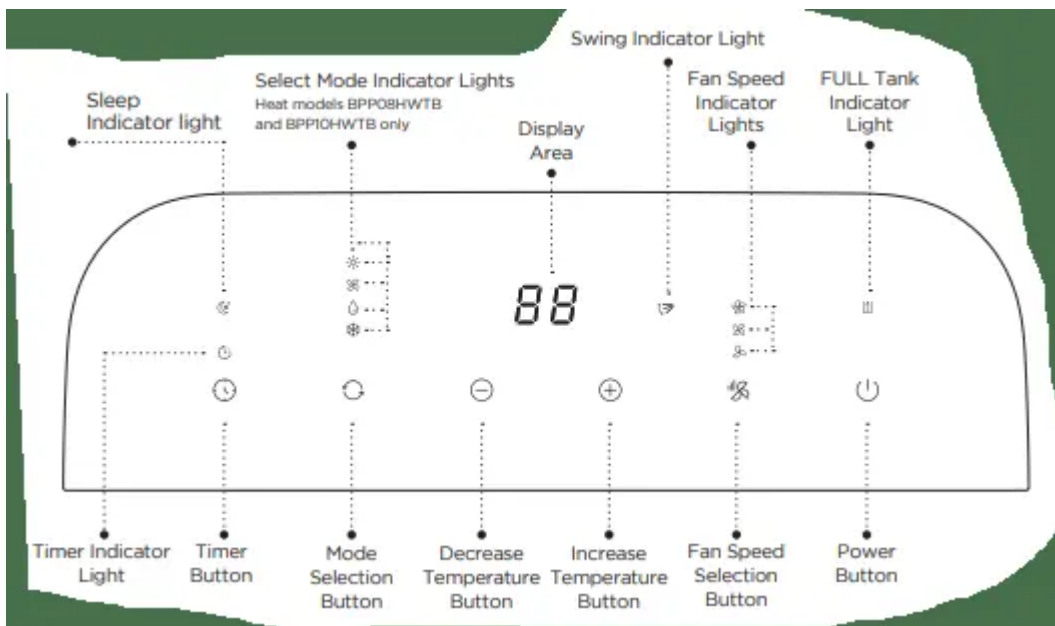 Swing Indicator Light
Select Mode Indicator Lights
Heat models BPP08HWTB
and BPP10HWTB only
Sleep
Indicator light
Display
Area
Fan Speed
Indicator
Lights
FULL Tank
Indicator
Light
88
Timer Indicator
Light
Timer
Button
Mode
Selection
Button
Decrease
Temperature
Button
Increase
Temperature
Button
Fan Speed
Selection
Button
Power
Button